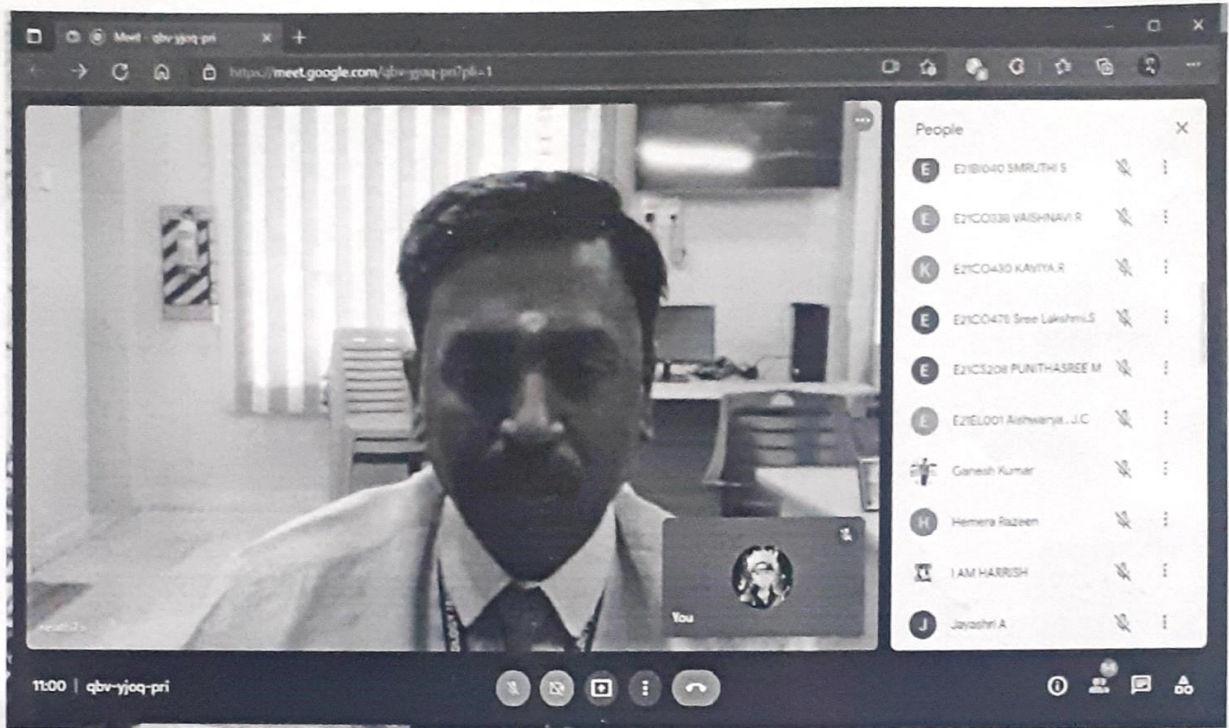 Meet - qbv-yjoq-pri
https://meet.google.com/qbv-yjoq-pri?pli=1
People
E21BI040 SMRUTHI S
E21CO338 VAISHNAVI R
K E21CO430 KAVIYA.R
E E21CO476 Sree Lakshmi.S
E E21CS208 PUNITHASREE M
E E21EL001 Aishwarya . J.C
Ganesh Kumar
H Hemera Razeen
I AM HARRISH
J Jayashri A
You
11:00 | qbv-yjoq-pri